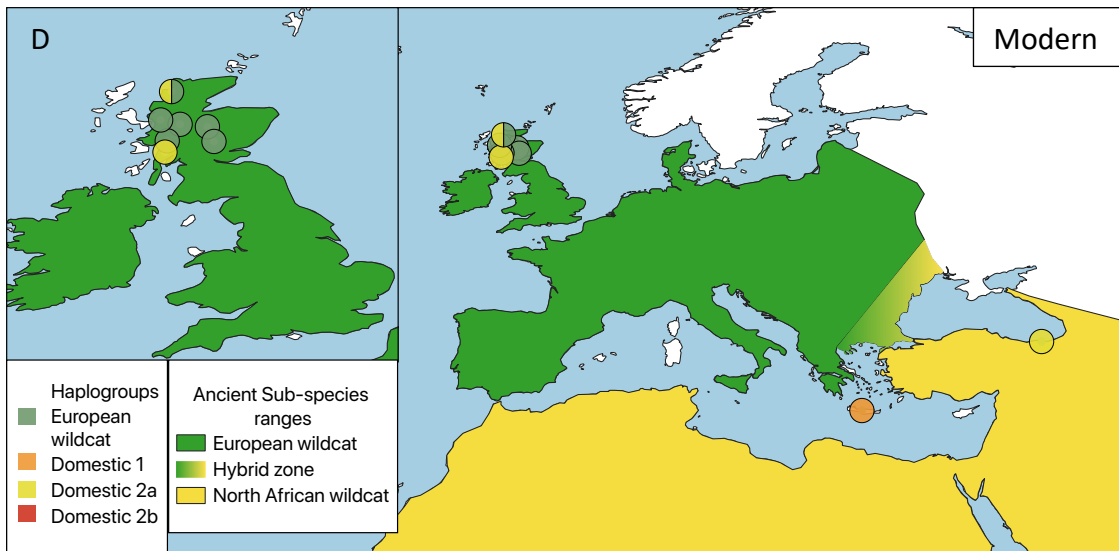 D
Modern
Haplogroups
European
wildcat
Domestic 1
Domestic 2a
Domestic 2b
Ancient Sub-species
ranges
European wildcat
Hybrid zone
North African wildcat